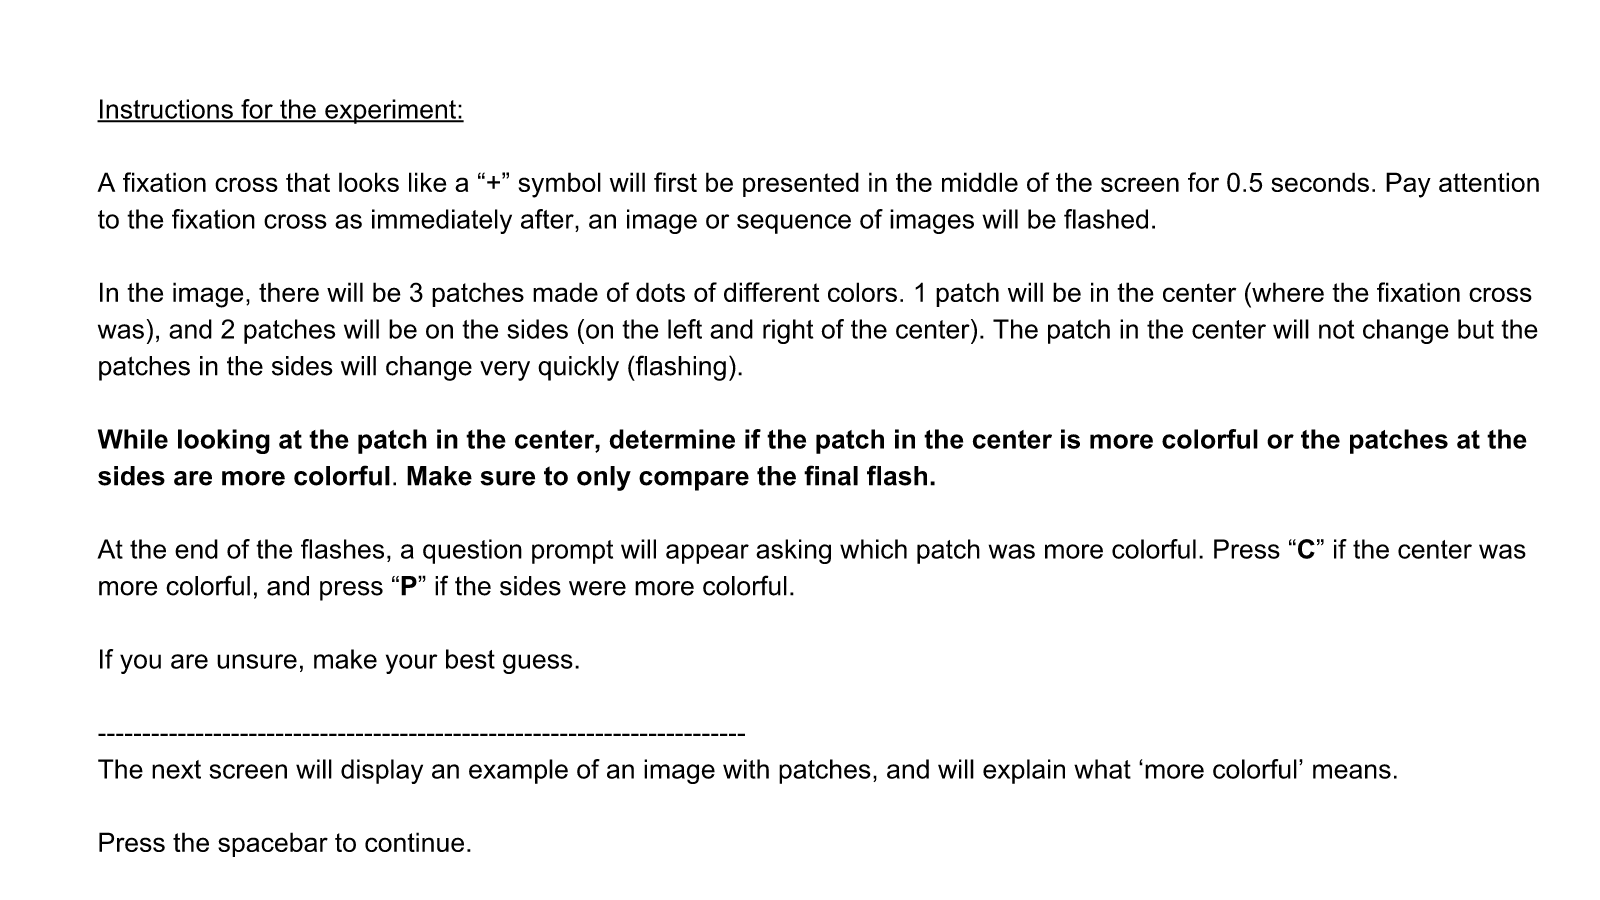 Instructions for the experiment:
A fixation cross that looks like a “+” symbol will first be presented in the middle of the screen for 0.5 seconds. Pay attention
to the fixation cross as immediately after, an image or sequence of images will be flashed.
In the image, there will be 3 patches made of dots of different colors. 1 patch will be in the center (where the fixation cross
was), and 2 patches will be on the sides (on the left and right of the center). The patch in the center will not change but the
patches in the sides will change very quickly (flashing).
While looking at the patch in the center, determine if the patch in the center is more colorful or the patches at the
sides are more colorful. Make sure to only compare the final flash.
At the end of the flashes, a question prompt will appear asking which patch was more colorful. Press “C” if the center was
more colorful, and press “P” if the sides were more colorful.
If you are unsure, make your best guess.
-------------------------------------------------------------------------
The next screen will display an example of an image with patches, and will explain what ‘more colorful’ means.
Press the spacebar to continue.